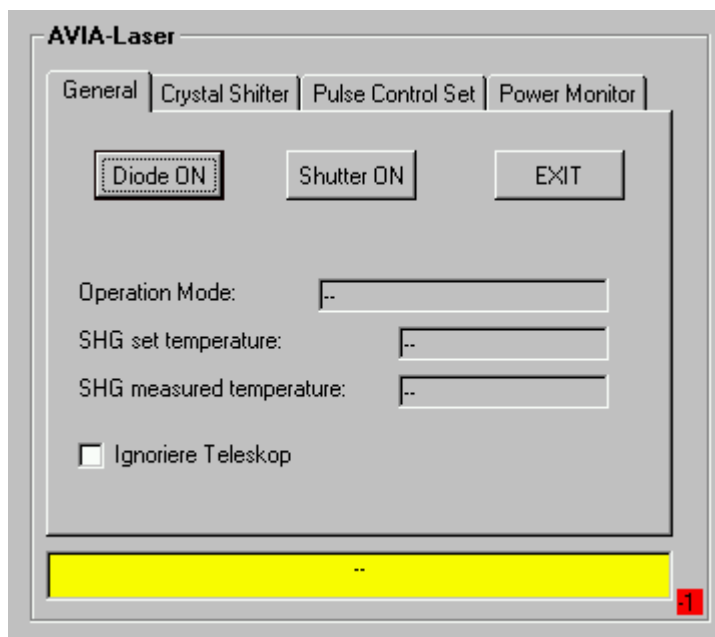 AVIA-Laser
General Crystal Shifter Pulse Control Set Power Monitor
Diode ON Shutter ON EXIT
Operation Mode: --
SHG set temperature: --
SHG measured temperature: --
Ignoriere Teleskop
--
-1